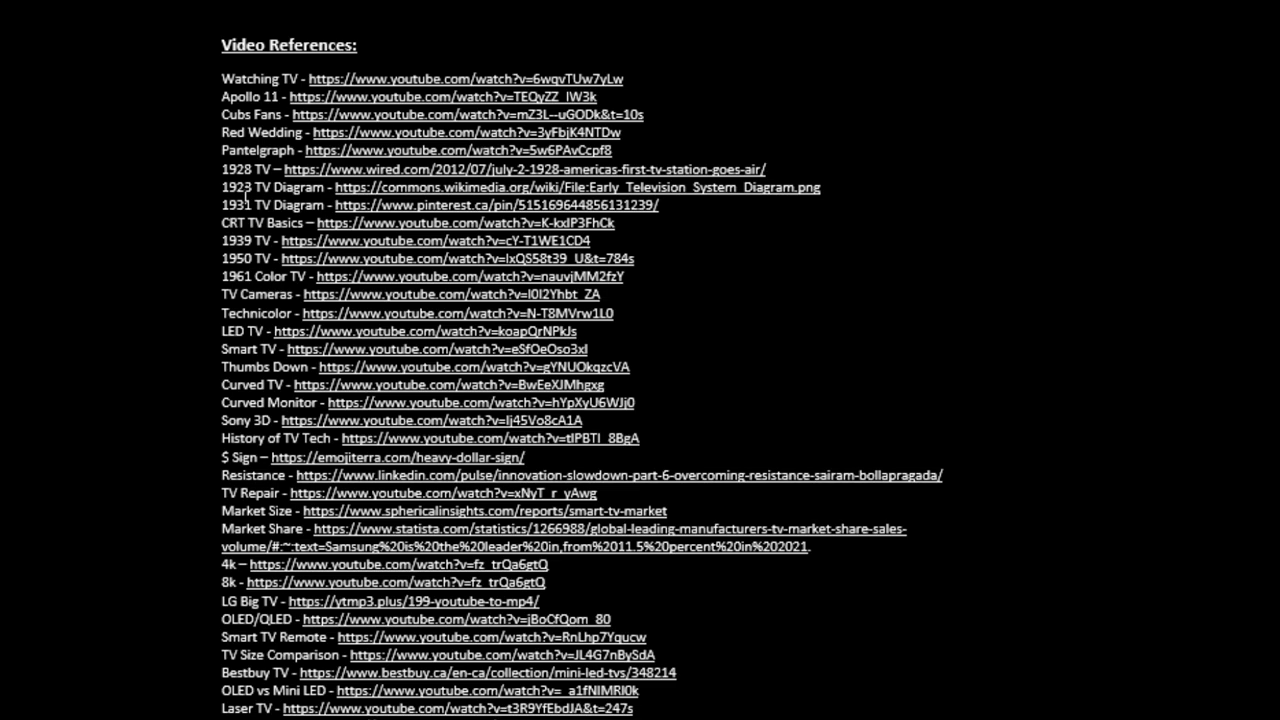 Video References:
Watching TV - https://www.youtube.com/watch?v=6wqvTUw7yLw
Apollo 11 - https://www.youtube.com/watch?v=TEQyZZ_IW3k
Cubs Fans - https://www.youtube.com/watch?v=mZ3L--uGODk&t=10s
Red Wedding - https://www.youtube.com/watch?v=3yFbjK4NTDw
Pantelgraph - https://www.youtube.com/watch?v=5w6PAvCcpf8
1928 TV – https://www.wired.com/2012/07/july-2-1928-americas-first-tv-station-goes-air/
1923 TV Diagram - https://commons.wikimedia.org/wiki/File:Early_Television_System_Diagram.png
1931 TV Diagram - https://www.pinterest.ca/pin/515169644856131239/
CRT TV Basics – https://www.youtube.com/watch?v=K-kxIP3FhCk
1939 TV - https://www.youtube.com/watch?v=cY-T1WE1CD4
1950 TV - https://www.youtube.com/watch?v=IxQS58t39_U&t=784s
1961 Color TV - https://www.youtube.com/watch?v=nauvjMM2fzY
TV Cameras - https://www.youtube.com/watch?v=l0I2Yhbt_ZA
Technicolor - https://www.youtube.com/watch?v=N-T8MVrw1L0
LED TV - https://www.youtube.com/watch?v=koapQrNPkJs
Smart TV - https://www.youtube.com/watch?v=eSfOeOso3xI
Thumbs Down - https://www.youtube.com/watch?v=gYNUOkqzcVA
Curved TV - https://www.youtube.com/watch?v=BwEeXJMhgxg
Curved Monitor - https://www.youtube.com/watch?v=hYpXyU6WJj0
Sony 3D - https://www.youtube.com/watch?v=Ij45Vo8cA1A
History of TV Tech - https://www.youtube.com/watch?v=tIPBTI_8BgA
$ Sign – https://emojiterra.com/heavy-dollar-sign/
Resistance - https://www.linkedin.com/pulse/innovation-slowdown-part-6-overcoming-resistance-sairam-bollapragada/
TV Repair - https://www.youtube.com/watch?v=xNyT_r_yAwg
Market Size - https://www.sphericalinsights.com/reports/smart-tv-market
Market Share - https://www.statista.com/statistics/1266988/global-leading-manufacturers-tv-market-share-sales-
volume/#:~:text=Samsung%20is%20the%20leader%20in,from%2011.5%20percent%20in%202021.
4k – https://www.youtube.com/watch?v=fz_trQa6gtQ
8k - https://www.youtube.com/watch?v=fz_trQa6gtQ
LG Big TV - https://ytmp3.plus/199-youtube-to-mp4/
OLED/QLED - https://www.youtube.com/watch?v=jBoCfQom_80
Smart TV Remote - https://www.youtube.com/watch?v=RnLhp7Yqucw
TV Size Comparison - https://www.youtube.com/watch?v=JL4G7nBySdA
Bestbuy TV - https://www.bestbuy.ca/en-ca/collection/mini-led-tvs/348214
OLED vs Mini LED - https://www.youtube.com/watch?v=_a1fNIMRI0k
Laser TV - https://www.youtube.com/watch?v=t3R9YfEbdJA&t=247s